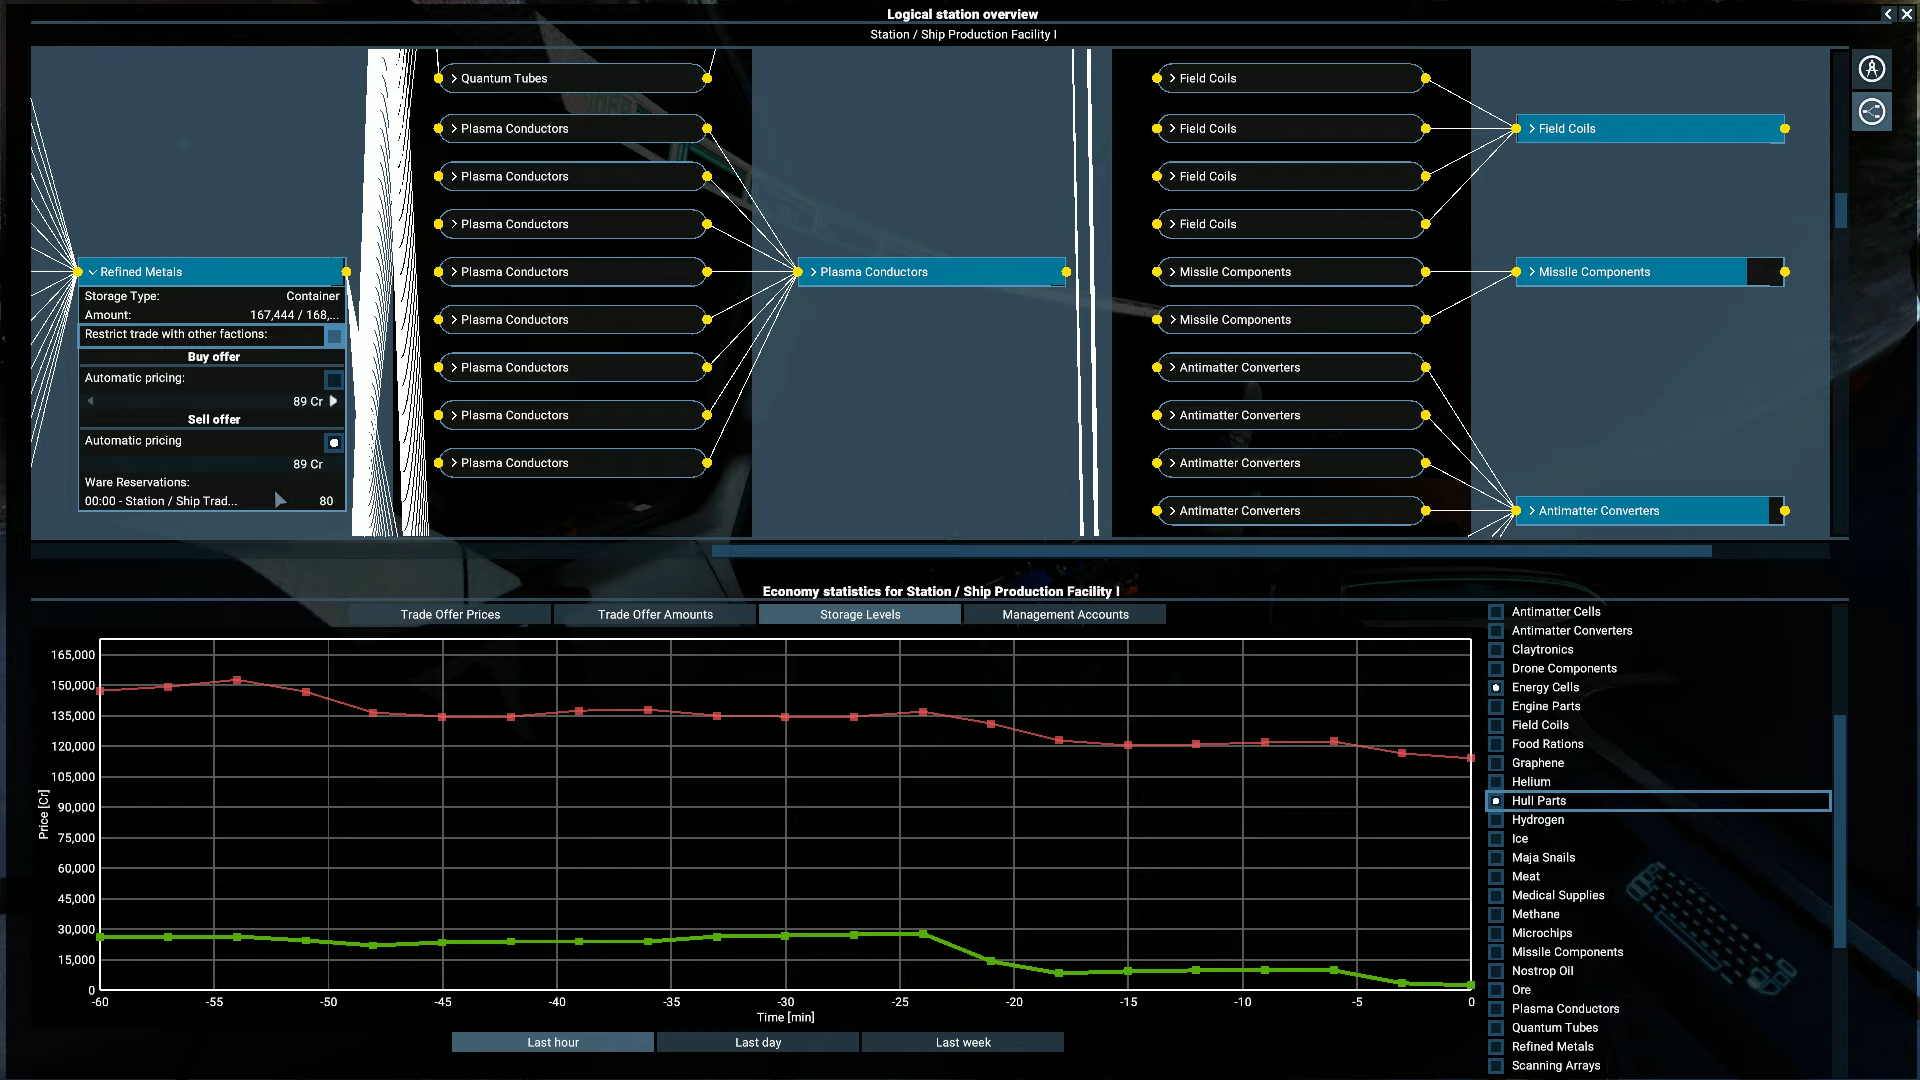 Logical station overview
Station / Ship Production Facility I
Quantum Tubes
Plasma Conductors
Plasma Conductors
Plasma Conductors
Plasma Conductors
Plasma Conductors
Plasma Conductors
Plasma Conductors
Plasma Conductors
Plasma Conductors
Field Coils
Field Coils
Field Coils
Field Coils
Missile Components
Missile Components
Antimatter Converters
Antimatter Converters
Antimatter Converters
Antimatter Converters
Field Coils
Missile Components
Antimatter Converters
Refined Metals
Storage Type: Container
Amount: 167,444 / 168,...
Restrict trade with other factions:
Buy offer
Automatic pricing:
89 Cr
Sell offer
Automatic pricing
89 Cr
Ware Reservations:
00:00 - Station / Ship Trad... 80
Economy statistics for Station / Ship Production Facility I
Trade Offer Prices Trade Offer Amounts Storage Levels Management Accounts
165,000
150,000
135,000
120,000
105,000
90,000
75,000
60,000
45,000
30,000
15,000
0
Price [Cr]
-60 -55 -50 -45 -40 -35 -30 -25 -20 -15 -10 -5 0
Time [min]
Last hour Last day Last week
Antimatter Cells
Antimatter Converters
Claytronics
Drone Components
Energy Cells
Engine Parts
Field Coils
Food Rations
Graphene
Helium
Hull Parts
Hydrogen
Ice
Maja Snails
Meat
Medical Supplies
Methane
Microchips
Missile Components
Nostrop Oil
Ore
Plasma Conductors
Quantum Tubes
Refined Metals
Scanning Arrays